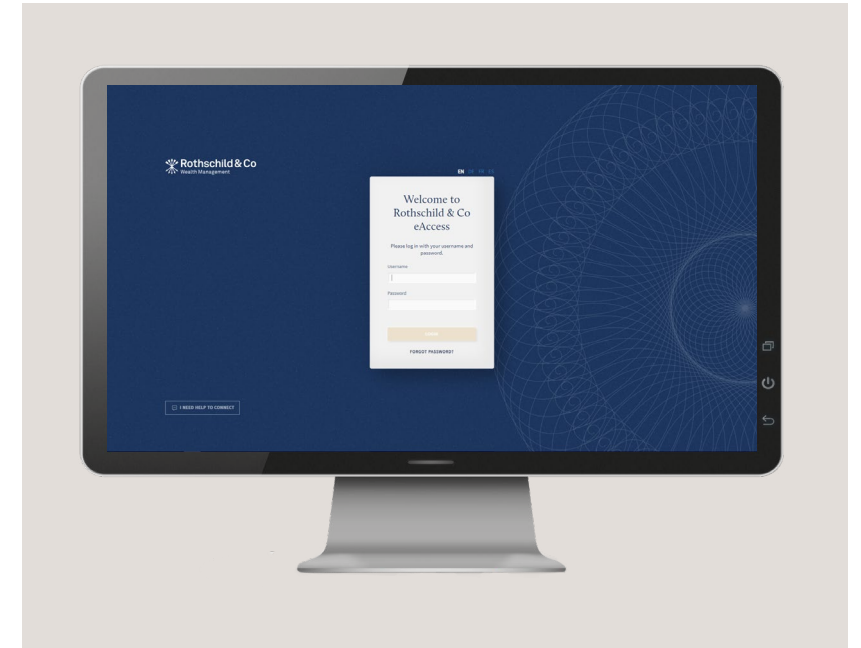 Rothschild & Co
Wealth Management
EN
Welcome to
Rothschild & Co
eAccess
Please log in with your username and
password.
Username
Password
LOGIN
FORGOT PASSWORD?
I NEED HELP TO CONNECT